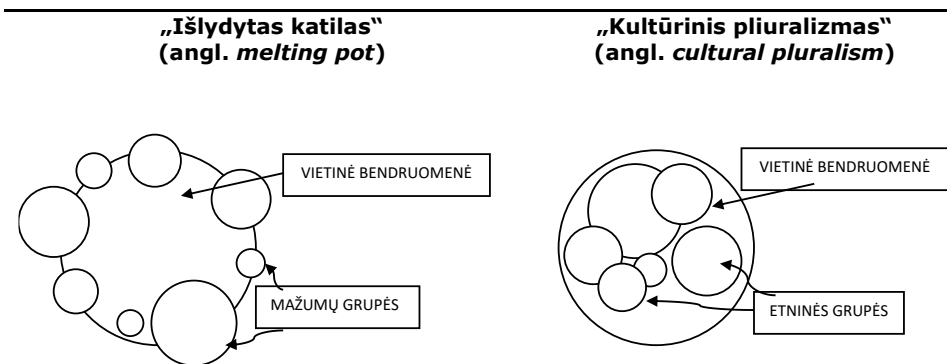 „Išlydytas katilas“
(angl. melting pot)
„Kultūrinis pliuralizmas“
(angl. cultural pluralism)
VIETINĖ BENDRUOMENĖ
VIETINĖ BENDRUOMENĖ
MAŽUMŲ GRUPĖS
ETNINĖS GRUPĖS